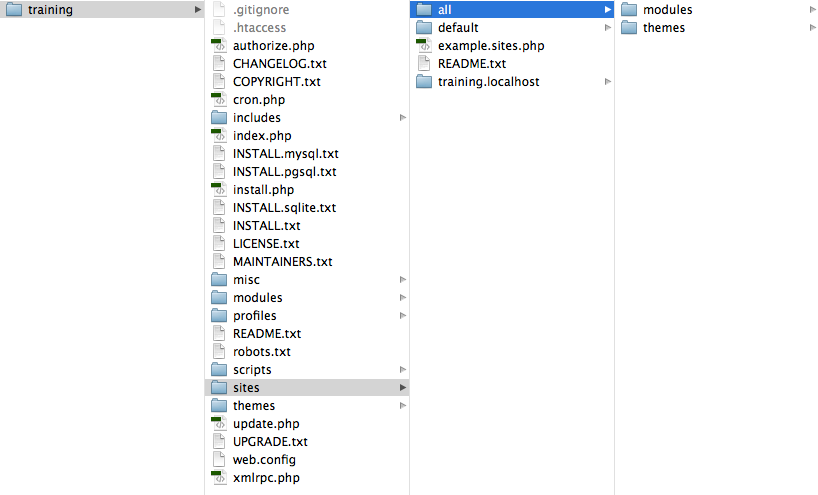 training
.gitignore
.htaccess
authorize.php
CHANGELOG.txt
COPYRIGHT.txt
cron.php
includes
index.php
INSTALL.mysql.txt
INSTALL.pgsql.txt
install.php
INSTALL.sqlite.txt
INSTALL.txt
LICENSE.txt
MAINTAINERS.txt
misc
modules
profiles
README.txt
robots.txt
scripts
sites
themes
update.php
UPGRADE.txt
web.config
xmlrpc.php
all
default
example.sites.php
README.txt
training.localhost
modules
themes